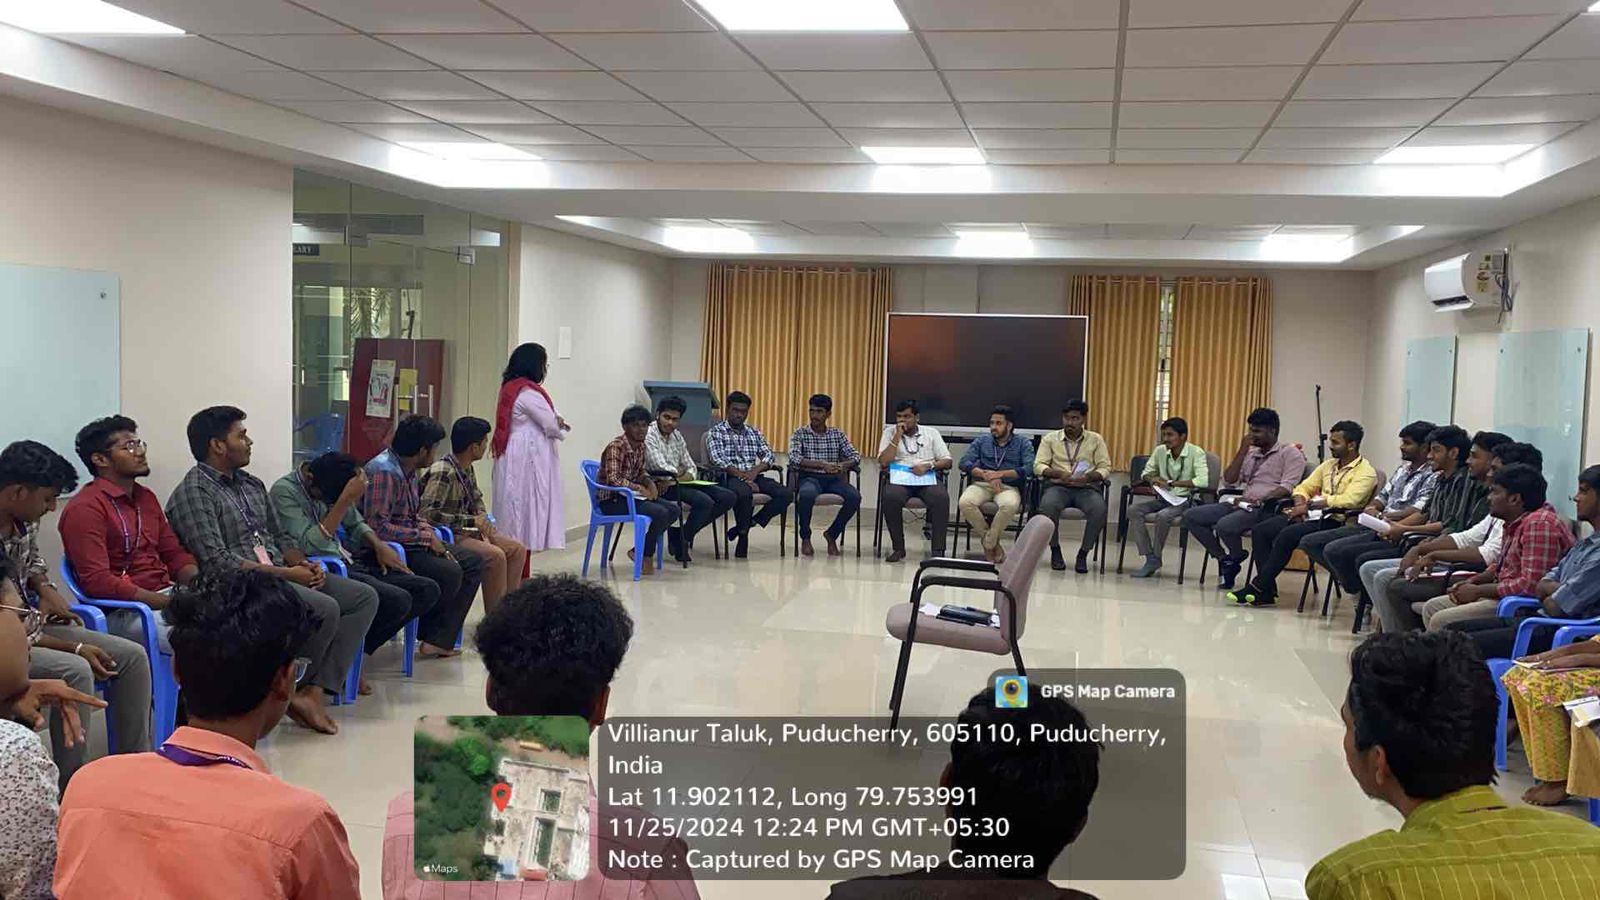 GPS Map Camera
Villianur Taluk, Puducherry, 605110, Puducherry,
India
Lat 11.902112, Long 79.753991
11/25/2024 12:24 PM GMT+05:30
Note : Captured by GPS Map Camera
Maps